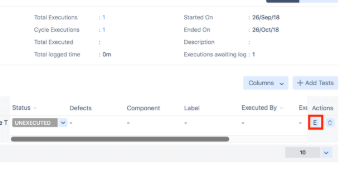 Total Executions : 1 Started On : 26/Sep/18
Cycle Executions : 1 Ended On : 26/Oct/18
Total Executed : Description :
Total logged time : 0m Executions awaiting log : 1
Columns + Add Tests
Status Defects Component Label Executed By Exe Actions
e T UNEXECUTED - - - - - E
10